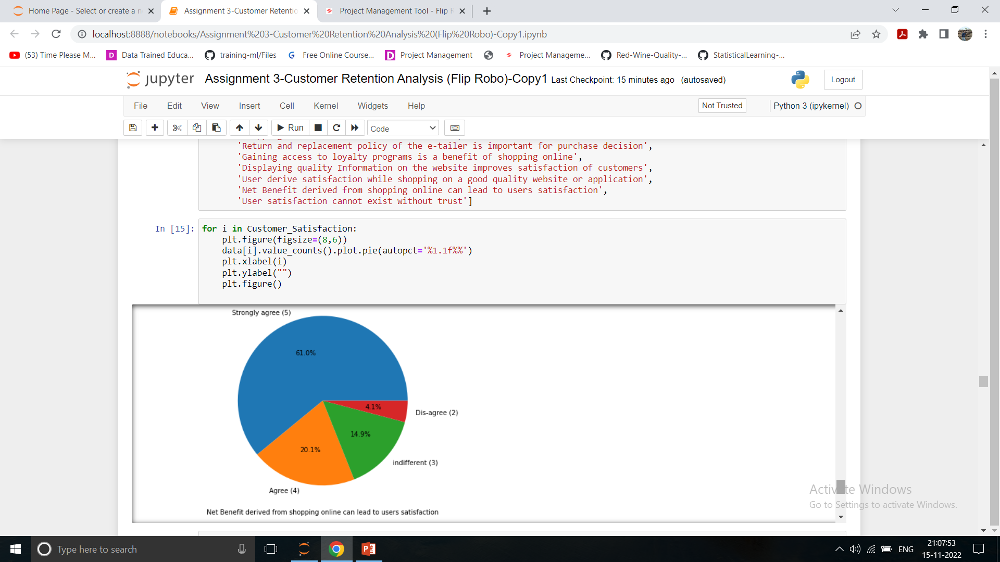 Home Page - Select or create a n
Assignment 3-Customer Retentio
Project Management Tool - Flip R
localhost:8888/notebooks/Assignment%203-Customer%20Retention%20Analysis%20(Flip%20Robo)-Copy1.ipynb
(53) Time Please M...
Data Trained Educa...
training-ml/Files
Free Online Course...
Project Management
Project Manageme...
Red-Wine-Quality-...
StatisticalLearning-...
jupyter Assignment 3-Customer Retention Analysis (Flip Robo)-Copy1 Last Checkpoint: 15 minutes ago (autosaved)
Logout
File Edit View Insert Cell Kernel Widgets Help
Not Trusted
Python 3 (ipykernel)
Run
Code
'Return and replacement policy of the e-tailer is important for purchase decision',
'Gaining access to loyalty programs is a benefit of shopping online',
'Displaying quality Information on the website improves satisfaction of customers',
'User derive satisfaction while shopping on a good quality website or application',
'Net Benefit derived from shopping online can lead to users satisfaction',
'User satisfaction cannot exist without trust']
In [15]: for i in Customer_Satisfaction:
plt.figure(figsize=(8,6))
data[i].value_counts().plot.pie(autopct='%1.1f%%')
plt.xlabel(i)
plt.ylabel("")
plt.figure()
Strongly agree (5)
61.0%
4.1%
Dis-agree (2)
14.9%
20.1%
indifferent (3)
Agree (4)
Net Benefit derived from shopping online can lead to users satisfaction
Activate Windows
Go to Settings to activate Windows.
Type here to search
ENG
21:07:53
15-11-2022